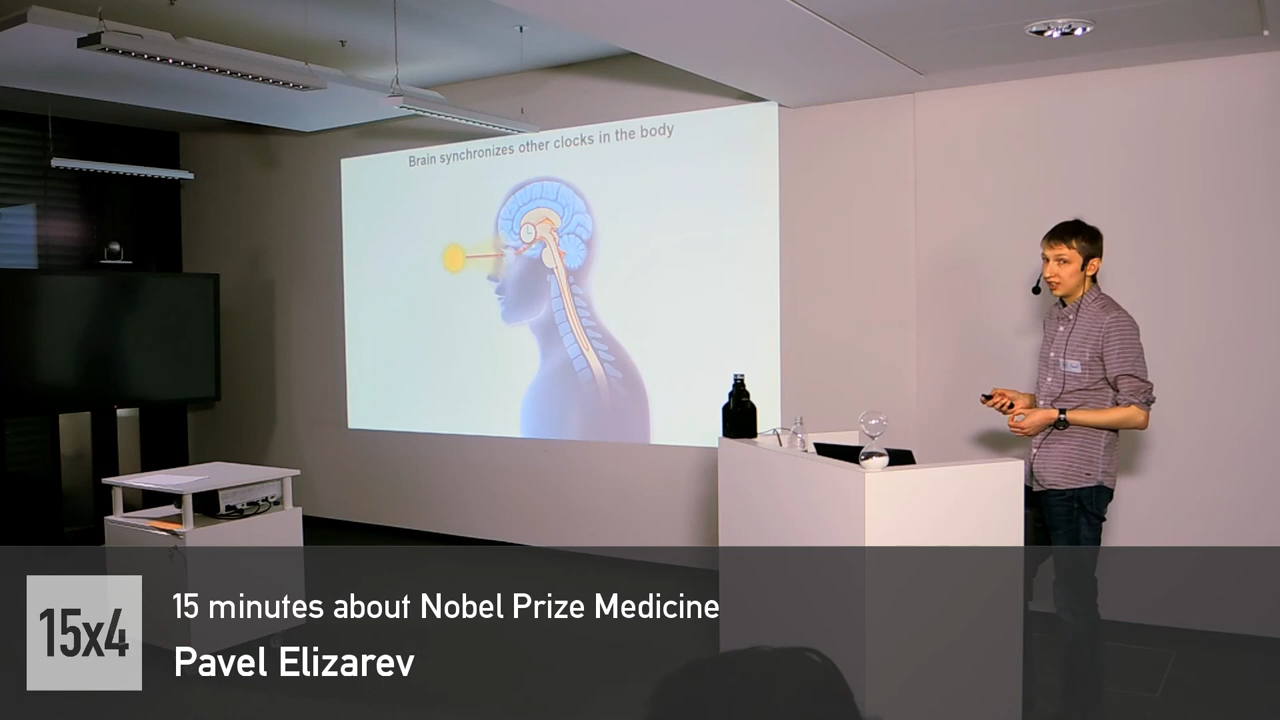 Brain synchronizes other clocks in the body
15x4
15 minutes about Nobel Prize Medicine
Pavel Elizarev